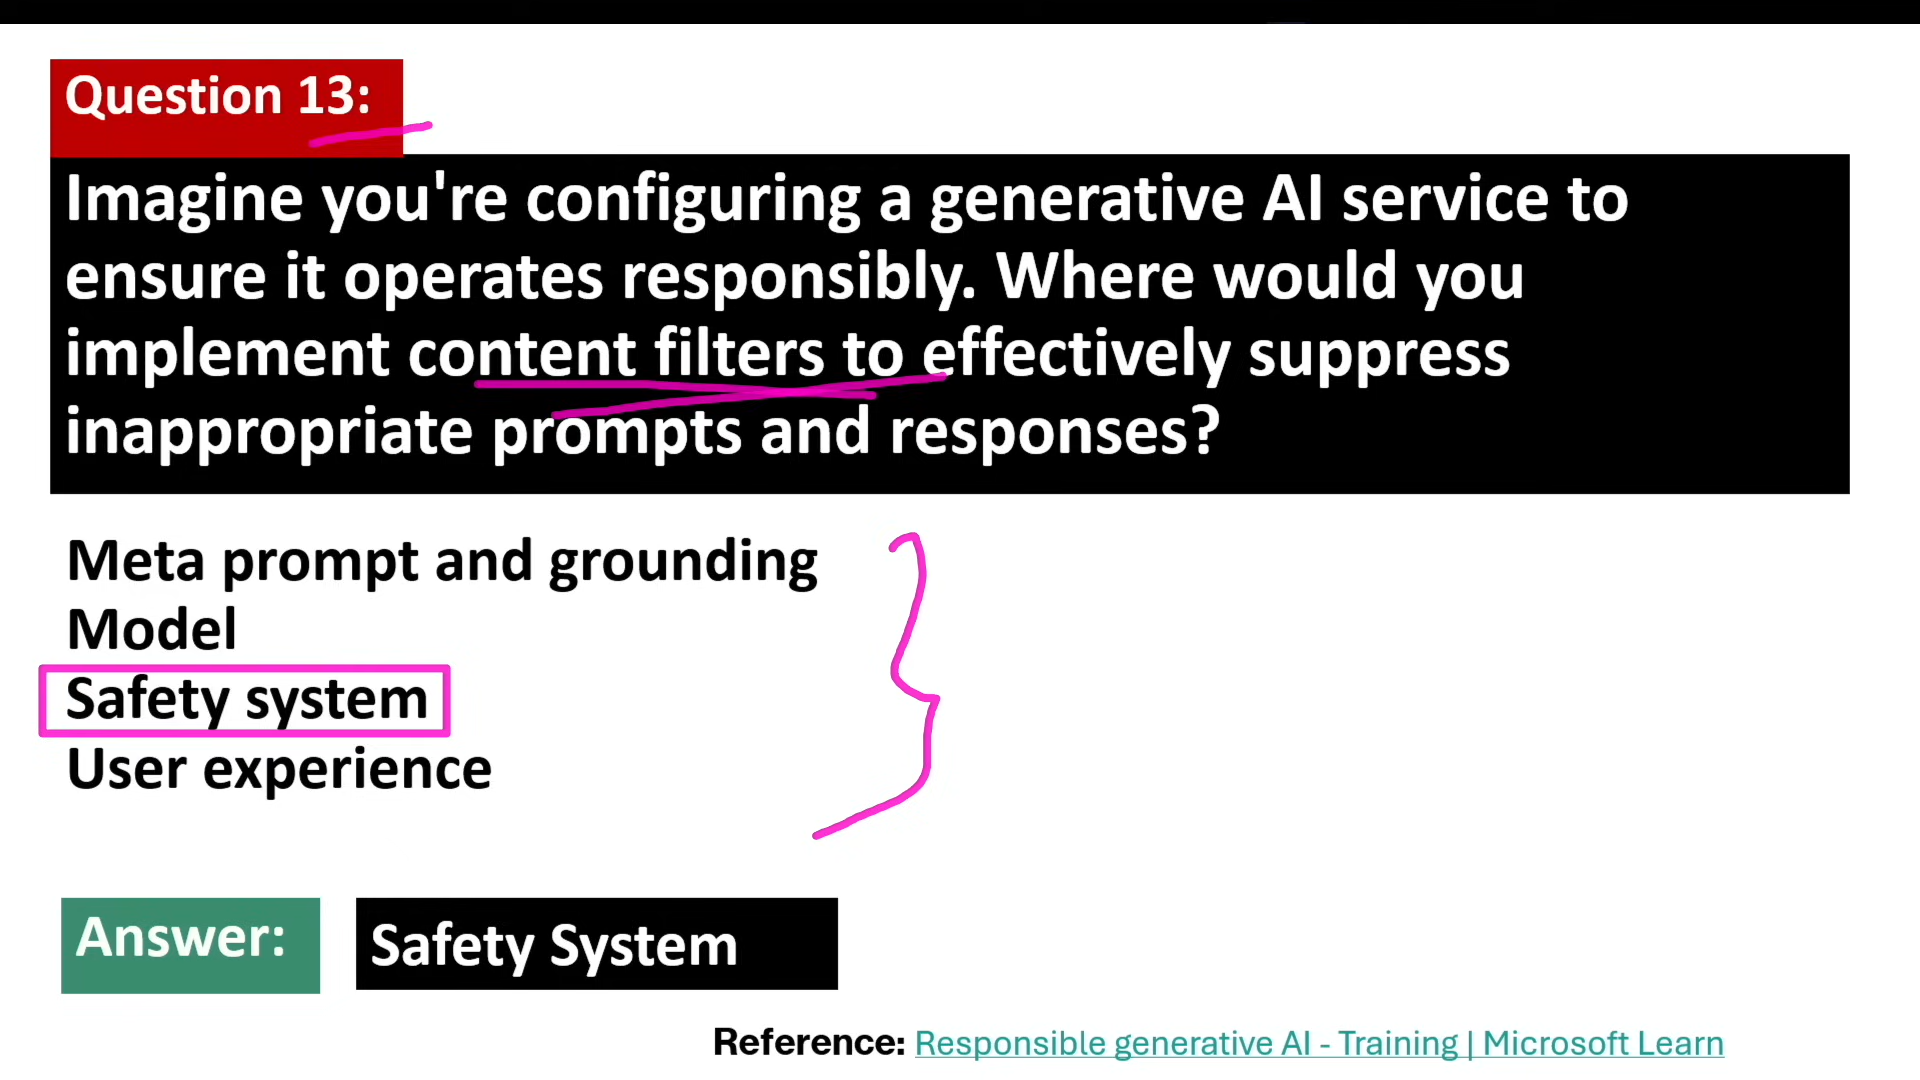 Question 13:
Imagine you're configuring a generative AI service to
ensure it operates responsibly. Where would you
implement content filters to effectively suppress
inappropriate prompts and responses?
Meta prompt and grounding
Model
Safety system
User experience
Answer:
Safety System
Reference: Responsible generative AI - Training | Microsoft Learn